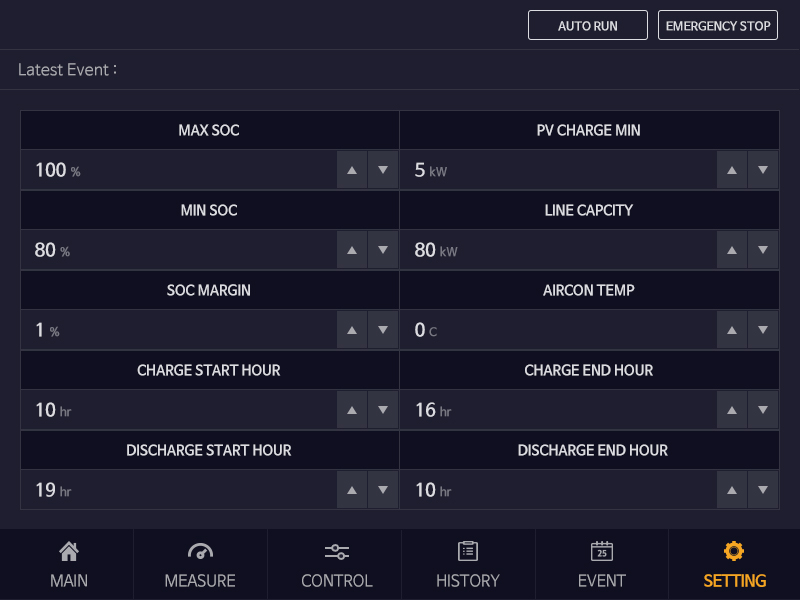 AUTO RUN EMERGENCY STOP
Latest Event :
MAX SOC PV CHARGE MIN
100 % 5 kW
MIN SOC LINE CAPCITY
80 % 80 kW
SOC MARGIN AIRCON TEMP
1 % 0 C
CHARGE START HOUR CHARGE END HOUR
10 hr 16 hr
DISCHARGE START HOUR DISCHARGE END HOUR
19 hr 10 hr
25
MAIN MEASURE CONTROL HISTORY EVENT SETTING